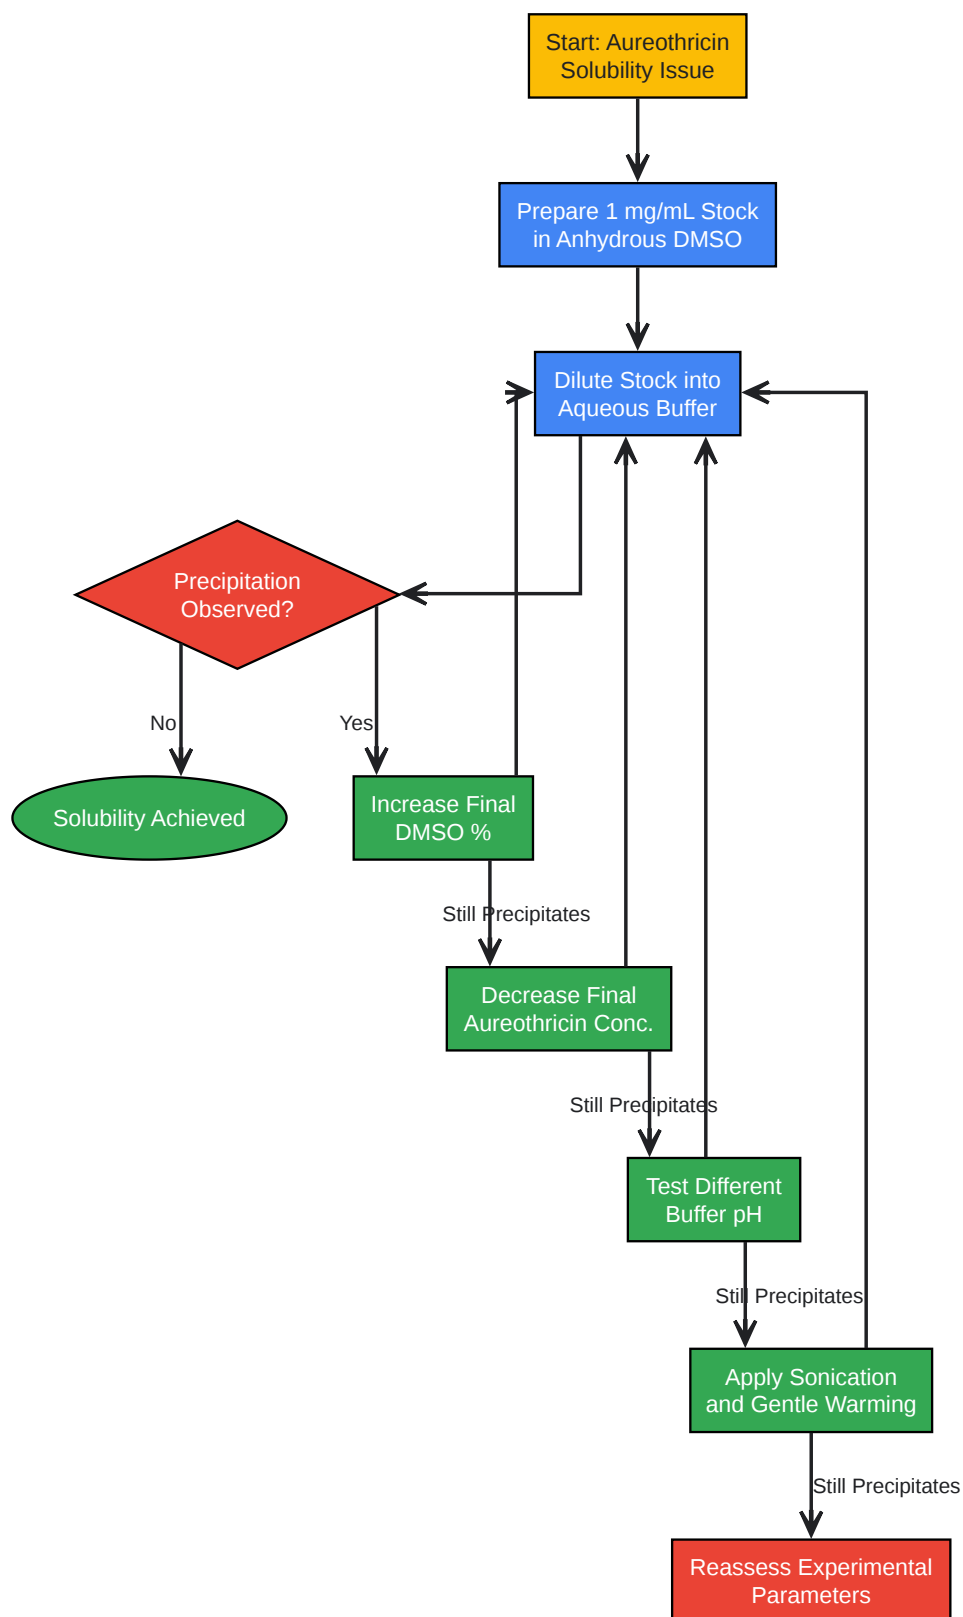 Start: Aureothricin
Solubility Issue
Prepare 1 mg/mL Stock
in Anhydrous DMSO
Dilute Stock into
Aqueous Buffer
Precipitation
Observed?
No
Yes
Solubility Achieved
Increase Final
DMSO %
Still Precipitates
Decrease Final
Aureothricin Conc.
Still Precipitates
Test Different
Buffer pH
Still Precipitates
Apply Sonication
and Gentle Warming
Still Precipitates
Reassess Experimental
Parameters